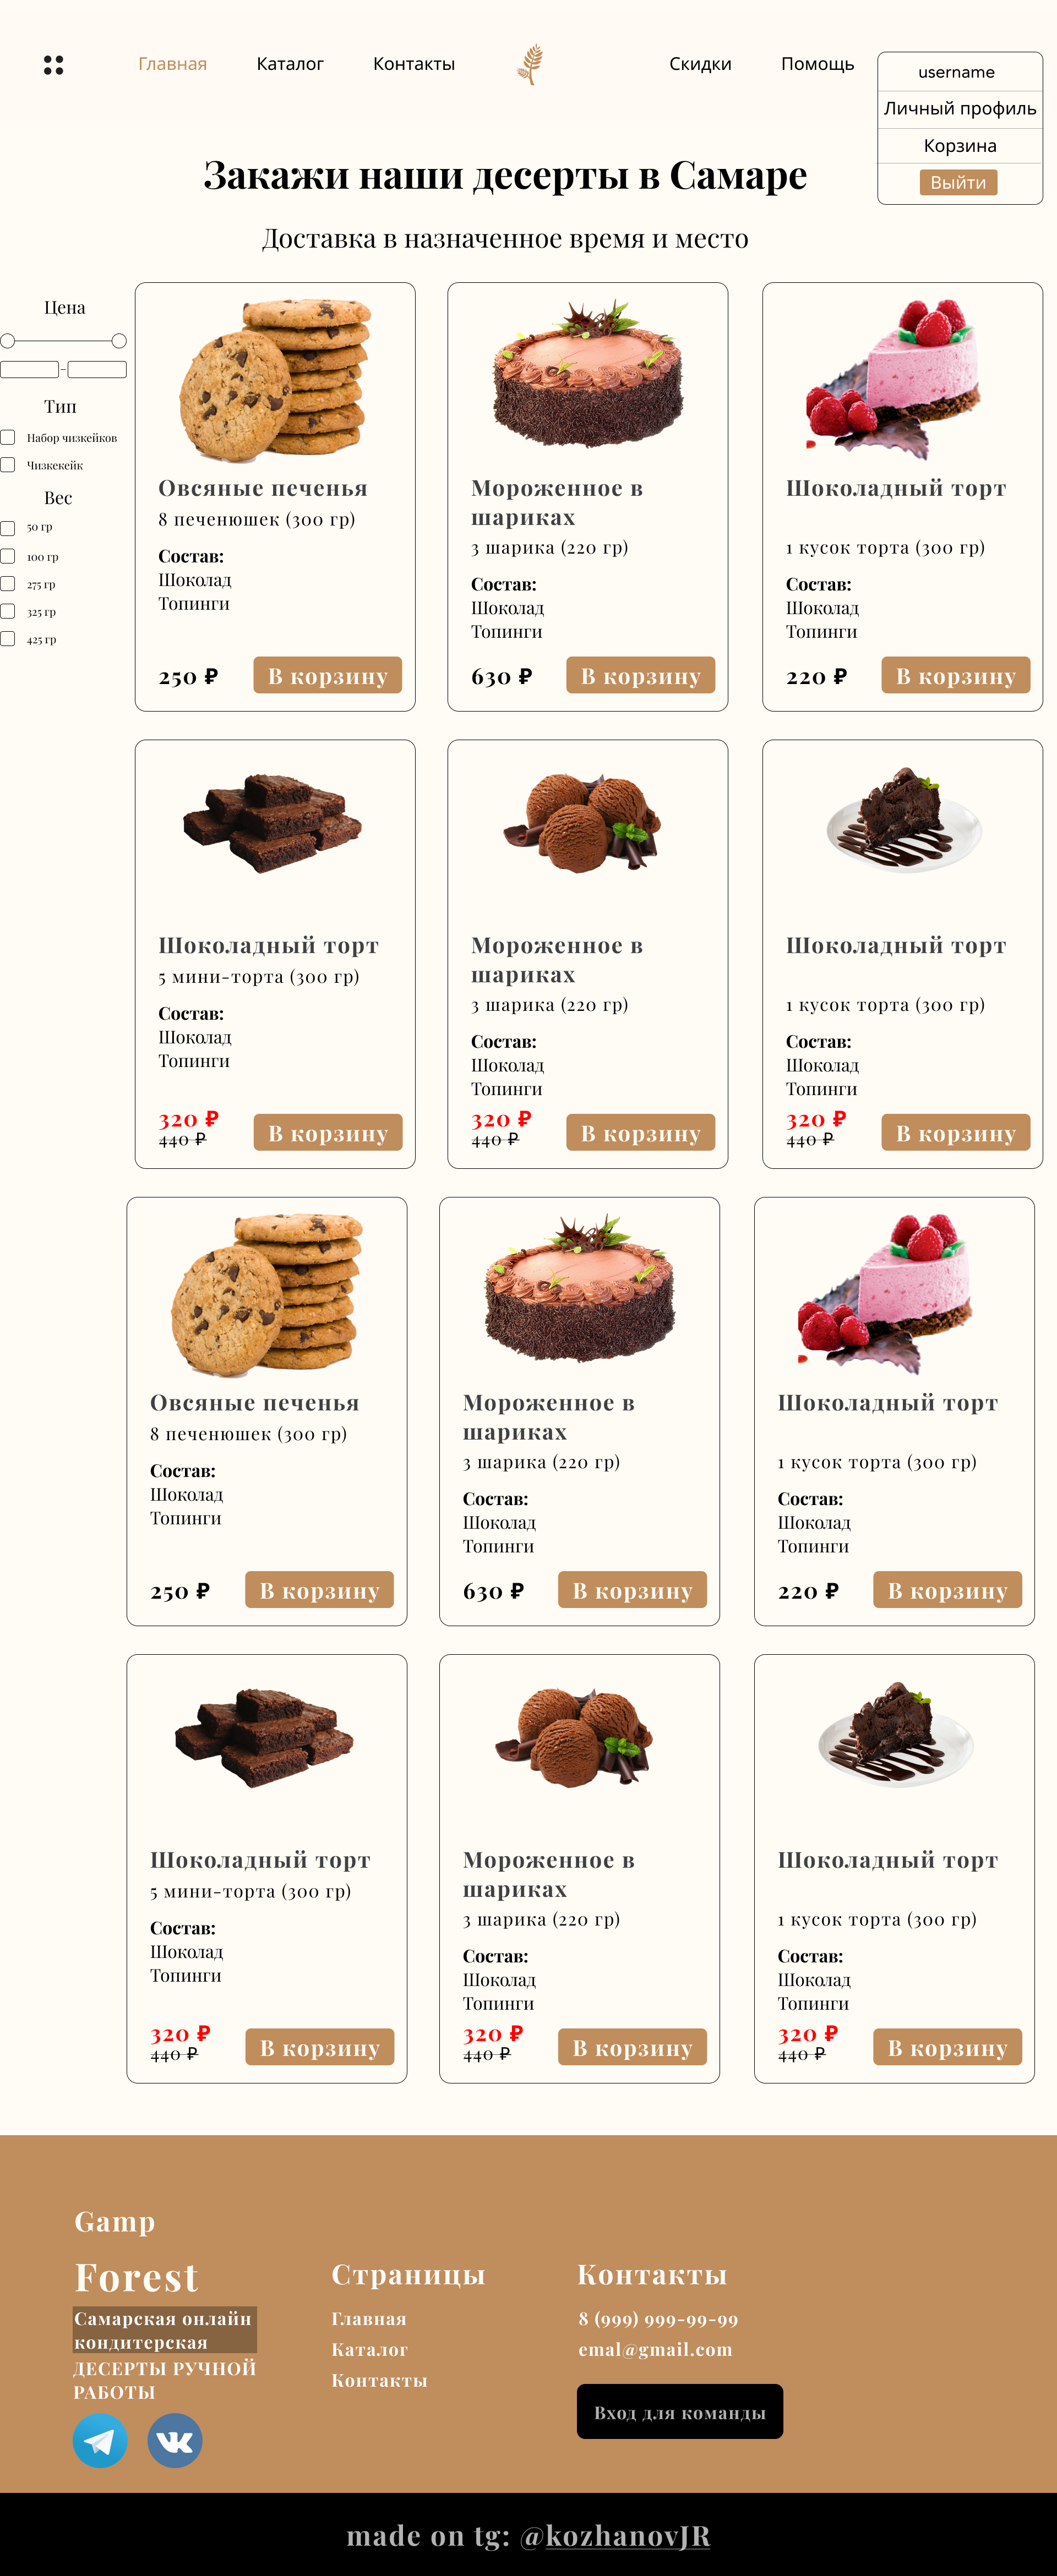 Главная Каталог Контакты Скидки Помощь
username
Личный профиль
Корзина
Выйти
Закажи наши десерты в Самаре
Доставка в назначенное время и место
Цена
-
Тип
Набор чизкейков
Чизкекейк
Вес
50 гр
100 гр
275 гр
325 гр
425 гр
Овсяные печенья
8 печенюшек (300 гр)
Состав:
Шоколад
Топинги
250 ₽ В корзину
Мороженное в
шариках
3 шарика (220 гр)
Состав:
Шоколад
Топинги
630 ₽ В корзину
Шоколадный торт
1 кусок торта (300 гр)
Состав:
Шоколад
Топинги
220 ₽ В корзину
Шоколадный торт
5 мини-торта (300 гр)
Состав:
Шоколад
Топинги
320 ₽
440 ₽
В корзину
Мороженное в
шариках
3 шарика (220 гр)
Состав:
Шоколад
Топинги
320 ₽
440 ₽
В корзину
Шоколадный торт
1 кусок торта (300 гр)
Состав:
Шоколад
Топинги
320 ₽
440 ₽
В корзину
Овсяные печенья
8 печенюшек (300 гр)
Состав:
Шоколад
Топинги
250 ₽ В корзину
Мороженное в
шариках
3 шарика (220 гр)
Состав:
Шоколад
Топинги
630 ₽ В корзину
Шоколадный торт
1 кусок торта (300 гр)
Состав:
Шоколад
Топинги
220 ₽ В корзину
Шоколадный торт
5 мини-торта (300 гр)
Состав:
Шоколад
Топинги
320 ₽
440 ₽
В корзину
Мороженное в
шариках
3 шарика (220 гр)
Состав:
Шоколад
Топинги
320 ₽
440 ₽
В корзину
Шоколадный торт
1 кусок торта (300 гр)
Состав:
Шоколад
Топинги
320 ₽
440 ₽
В корзину
Gamp
Forest
Самарская онлайн
кондитерская
ДЕСЕРТЫ РУЧНОЙ
РАБОТЫ
Страницы
Главная
Каталог
Контакты
Контакты
8 (999) 999-99-99
emal@gmail.com
Вход для команды
made on tg: @kozhanovJR